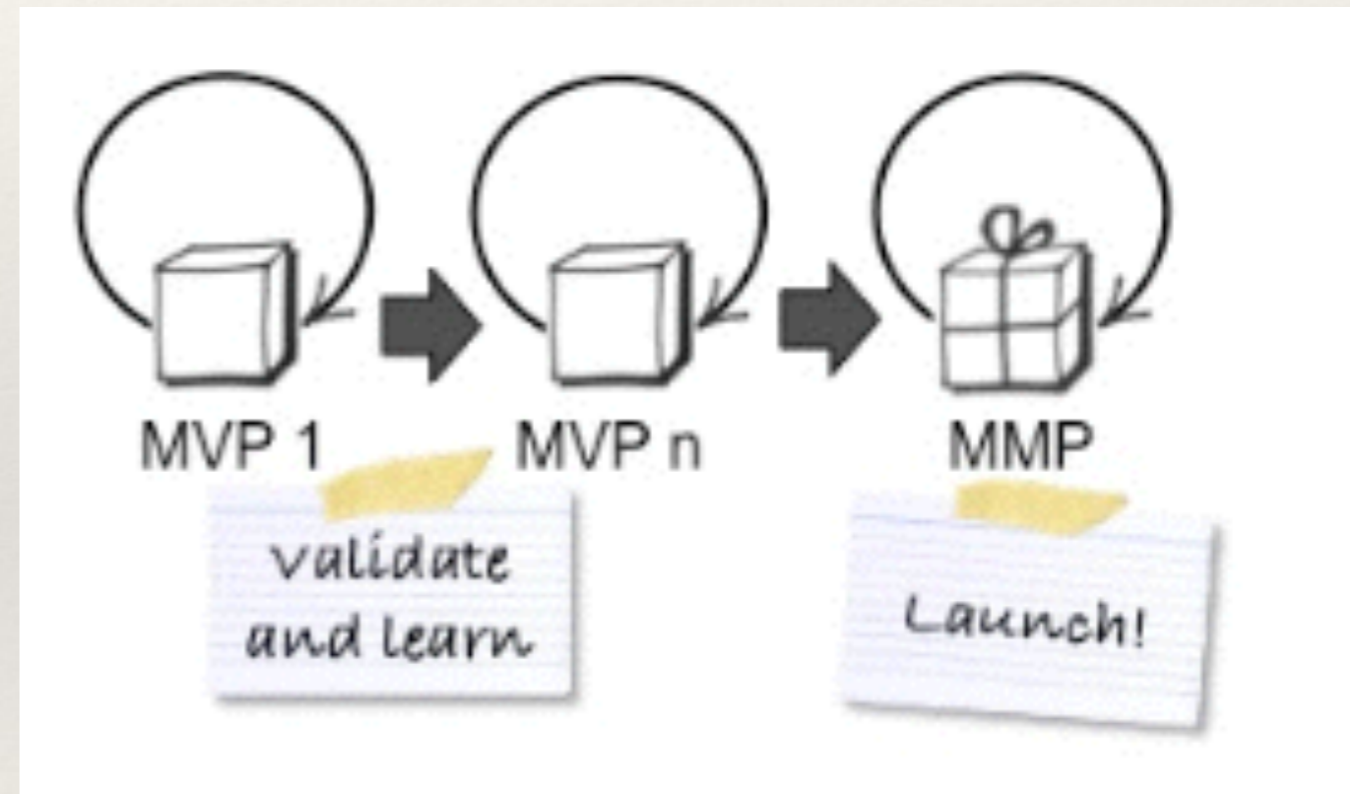 MVP 1
MVP n
MMP
validate
and learn
Launch!